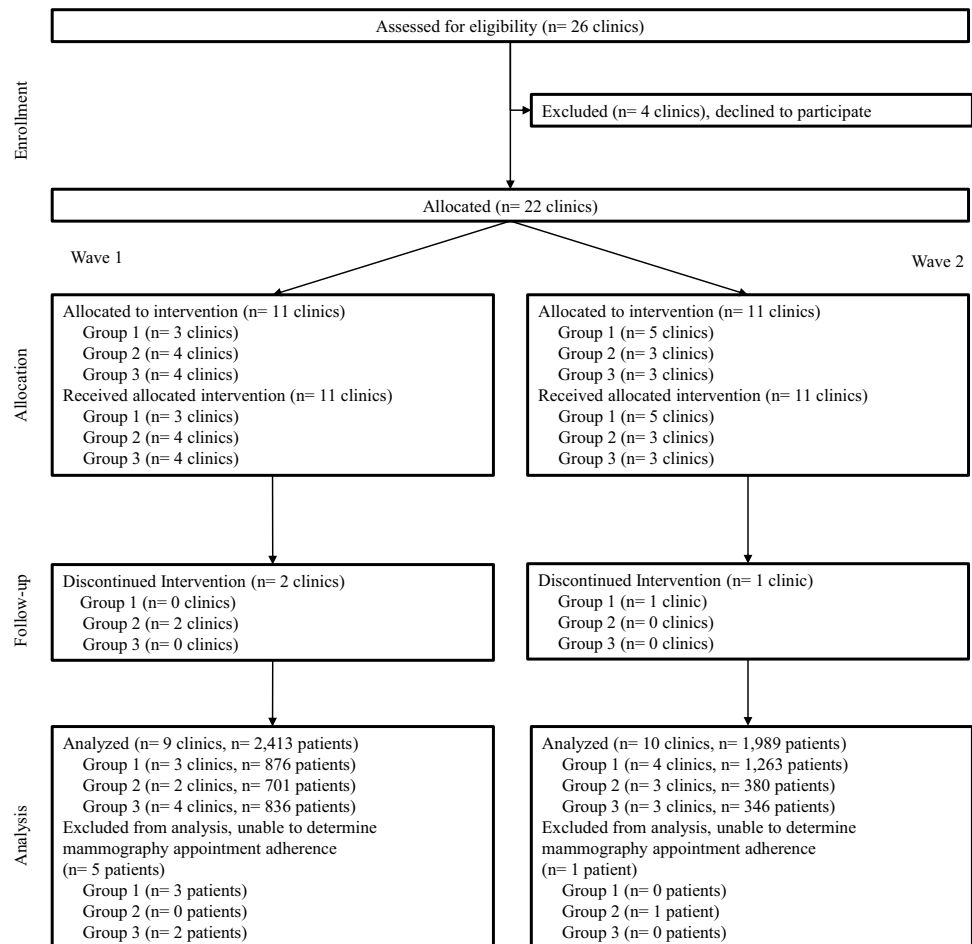 Assessed for eligibility (n= 26 clinics)
Enrollment
Excluded (n= 4 clinics), declined to participate
Allocated (n= 22 clinics)
Wave 1
Wave 2
Allocation
Allocated to intervention (n= 11 clinics)
Group 1 (n= 3 clinics)
Group 2 (n= 4 clinics)
Group 3 (n= 4 clinics)
Received allocated intervention (n= 11 clinics)
Group 1 (n= 3 clinics)
Group 2 (n= 4 clinics)
Group 3 (n= 4 clinics)
Allocated to intervention (n= 11 clinics)
Group 1 (n= 5 clinics)
Group 2 (n= 3 clinics)
Group 3 (n= 3 clinics)
Received allocated intervention (n= 11 clinics)
Group 1 (n= 5 clinics)
Group 2 (n= 3 clinics)
Group 3 (n= 3 clinics)
Follow-up
Discontinued Intervention (n= 2 clinics)
Group 1 (n= 0 clinics)
Group 2 (n= 2 clinics)
Group 3 (n= 0 clinics)
Discontinued Intervention (n= 1 clinic)
Group 1 (n= 1 clinic)
Group 2 (n= 0 clinics)
Group 3 (n= 0 clinics)
Analysis
Analyzed (n= 9 clinics, n= 2,413 patients)
Group 1 (n= 3 clinics, n= 876 patients)
Group 2 (n= 2 clinics, n= 701 patients)
Group 3 (n= 4 clinics, n= 836 patients)
Excluded from analysis, unable to determine
mammography appointment adherence
(n= 5 patients)
Group 1 (n= 3 patients)
Group 2 (n= 0 patients)
Group 3 (n= 2 patients)
Analyzed (n= 10 clinics, n= 1,989 patients)
Group 1 (n= 4 clinics, n= 1,263 patients)
Group 2 (n= 3 clinics, n= 380 patients)
Group 3 (n= 3 clinics, n= 346 patients)
Excluded from analysis, unable to determine
mammography appointment adherence
(n= 1 patient)
Group 1 (n= 0 patients)
Group 2 (n= 1 patient)
Group 3 (n= 0 patients)